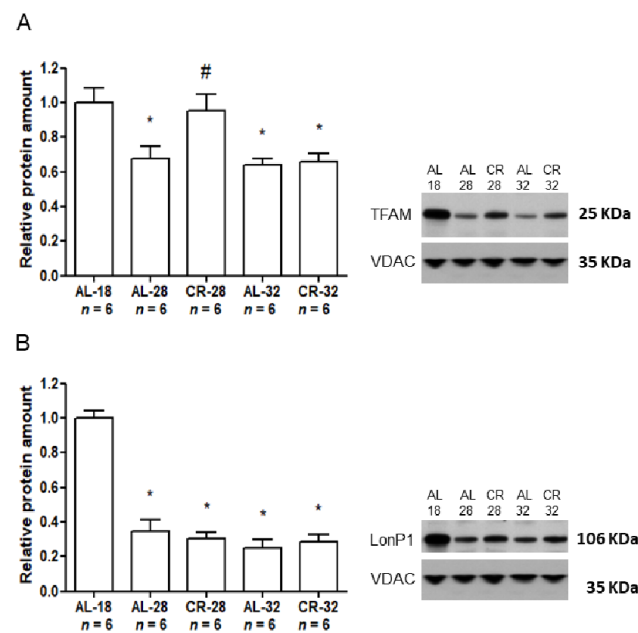 A
Relative protein amount
1.2
1.0
0.8
0.6
0.4
0.2
0.0
* # * *
AL-18 AL-28 CR-28 AL-32 CR-32
n = 6 n = 6 n = 6 n = 6 n = 6
AL AL CR AL CR
18 28 28 32 32
TFAM 25 KDa
VDAC 35 KDa
B
Relative protein amount
1.2
1.0
0.8
0.6
0.4
0.2
0.0
* * * *
AL-18 AL-28 CR-28 AL-32 CR-32
n = 6 n = 6 n = 6 n = 6 n = 6
AL AL CR AL CR
18 28 28 32 32
LonP1 106 KDa
VDAC 35 KDa